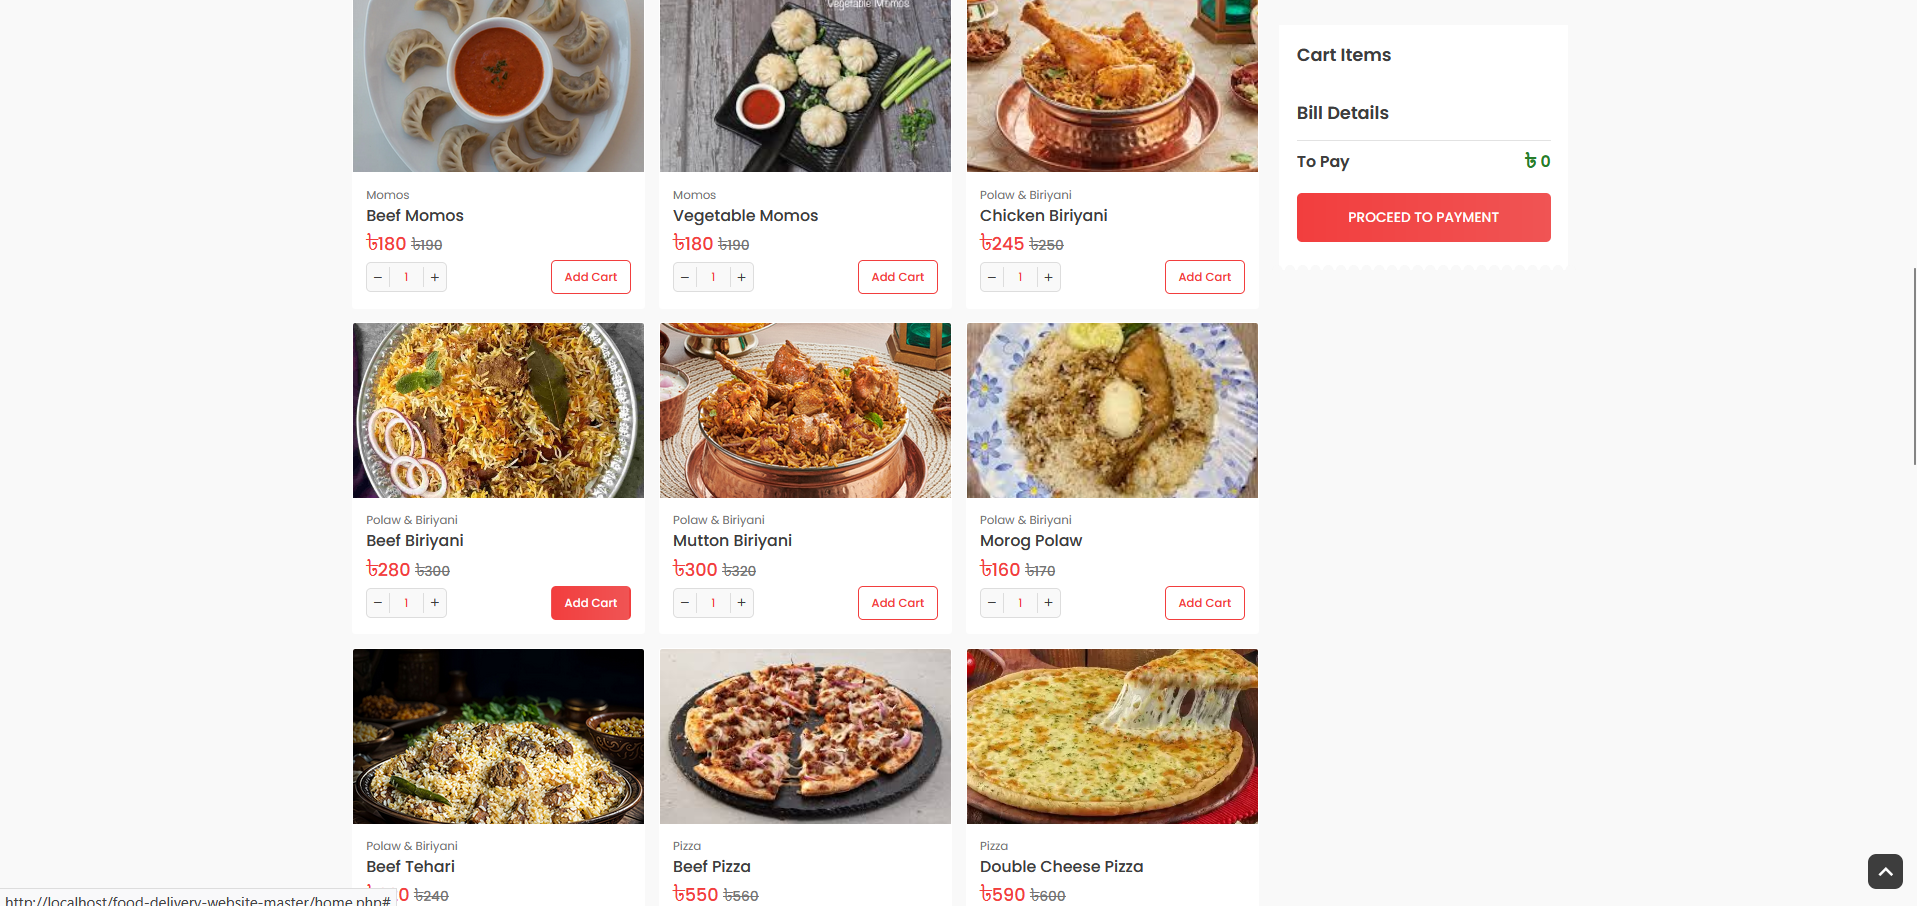 Vegetable Momos
Momos
Beef Momos
৳180 ৳190
− 1 +
Add Cart
Momos
Vegetable Momos
৳180 ৳190
− 1 +
Add Cart
Polaw & Biriyani
Chicken Biriyani
৳245 ৳250
− 1 +
Add Cart
Cart Items
Bill Details
To Pay ৳ 0
PROCEED TO PAYMENT
Polaw & Biriyani
Beef Biriyani
৳280 ৳300
− 1 +
Add Cart
Polaw & Biriyani
Mutton Biriyani
৳300 ৳320
− 1 +
Add Cart
Polaw & Biriyani
Morog Polaw
৳160 ৳170
− 1 +
Add Cart
Polaw & Biriyani
Beef Tehari
৳240
Pizza
Beef Pizza
৳550 ৳560
Pizza
Double Cheese Pizza
৳590 ৳600
http://localhost/food-delivery-website-master/home.php#